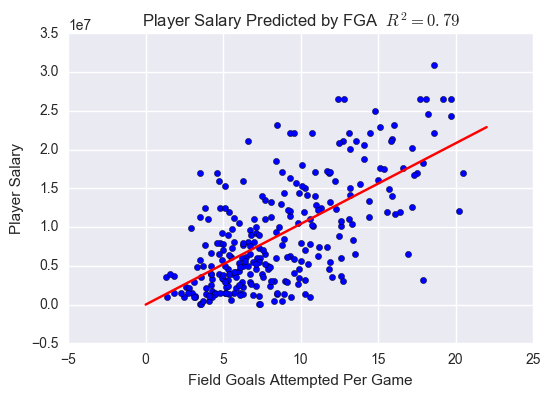 Player Salary Predicted by FGA R² = 0.79
1e7
3.5
3.0
2.5
2.0
1.5
1.0
0.5
0.0
−0.5
Player Salary
−5 0 5 10 15 20 25
Field Goals Attempted Per Game